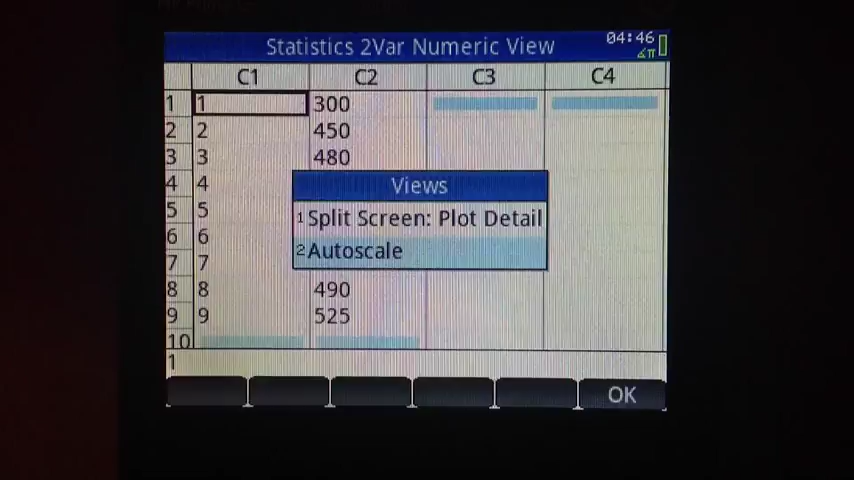 Statistics 2Var Numeric View 04:46
∡π
C1 C2 C3 C4
1 1 300
2 2 450
3 3 480
4 4
5 5
6 6
7 7
8 8 490
9 9 525
10
Views
1 Split Screen: Plot Detail
2 Autoscale
1
OK